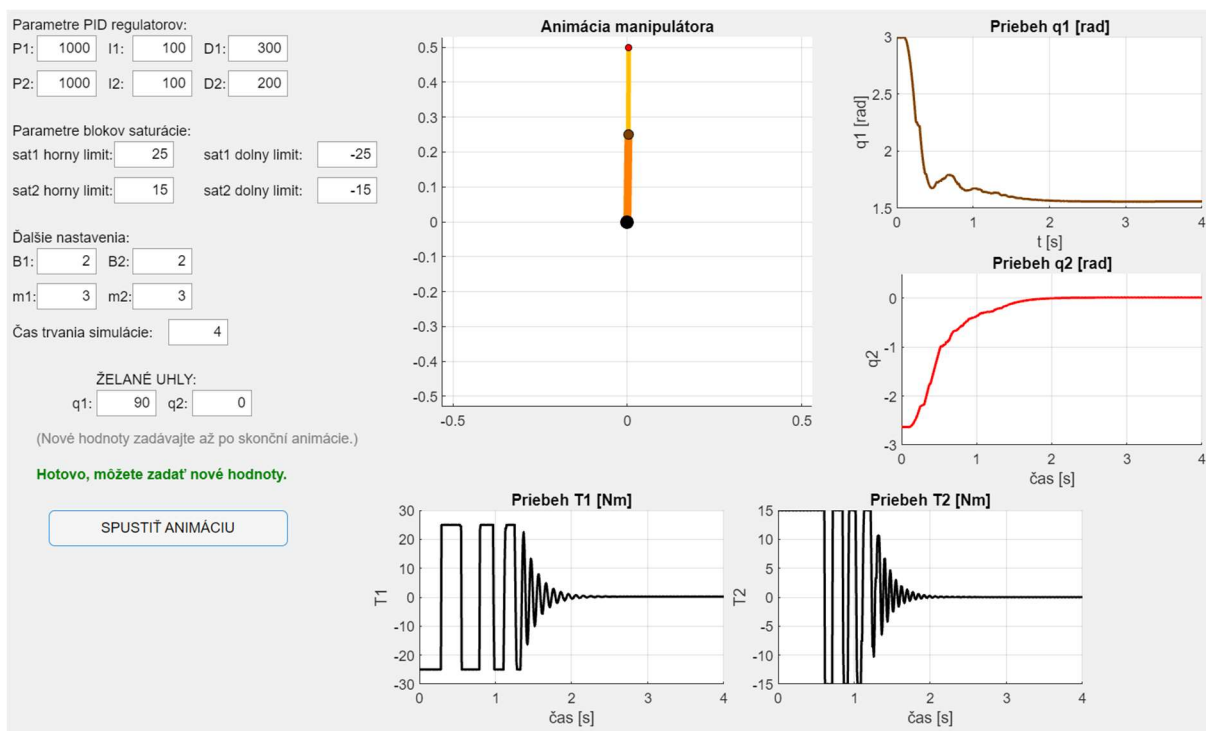 Parametre PID regulatorov:
P1: 1000 I1: 100 D1: 300
P2: 1000 I2: 100 D2: 200
Parametre blokov saturácie:
sat1 horny limit: 25 sat1 dolny limit: -25
sat2 horny limit: 15 sat2 dolny limit: -15
Ďalšie nastavenia:
B1: 2 B2: 2
m1: 3 m2: 3
Čas trvania simulácie: 4
ŽELANÉ UHLY:
q1: 90 q2: 0
(Nové hodnoty zadávajte až po skonční animácie.)
Hotovo, môžete zadať nové hodnoty.
SPUSTIŤ ANIMÁCIU
Animácia manipulátora
0.5
0.4
0.3
0.2
0.1
0
-0.1
-0.2
-0.3
-0.4
-0.5
-0.5 0 0.5
Priebeh q1 [rad]
q1 [rad]
3
2.5
2
1.5
0 1 2 3 4
t [s]
Priebeh q2 [rad]
q2
0
-1
-2
-3
0 1 2 3 4
čas [s]
Priebeh T1 [Nm]
T1
30
20
10
0
-10
-20
-30
0 1 2 3 4
čas [s]
Priebeh T2 [Nm]
T2
15
10
5
0
-5
-10
-15
0 1 2 3 4
čas [s]